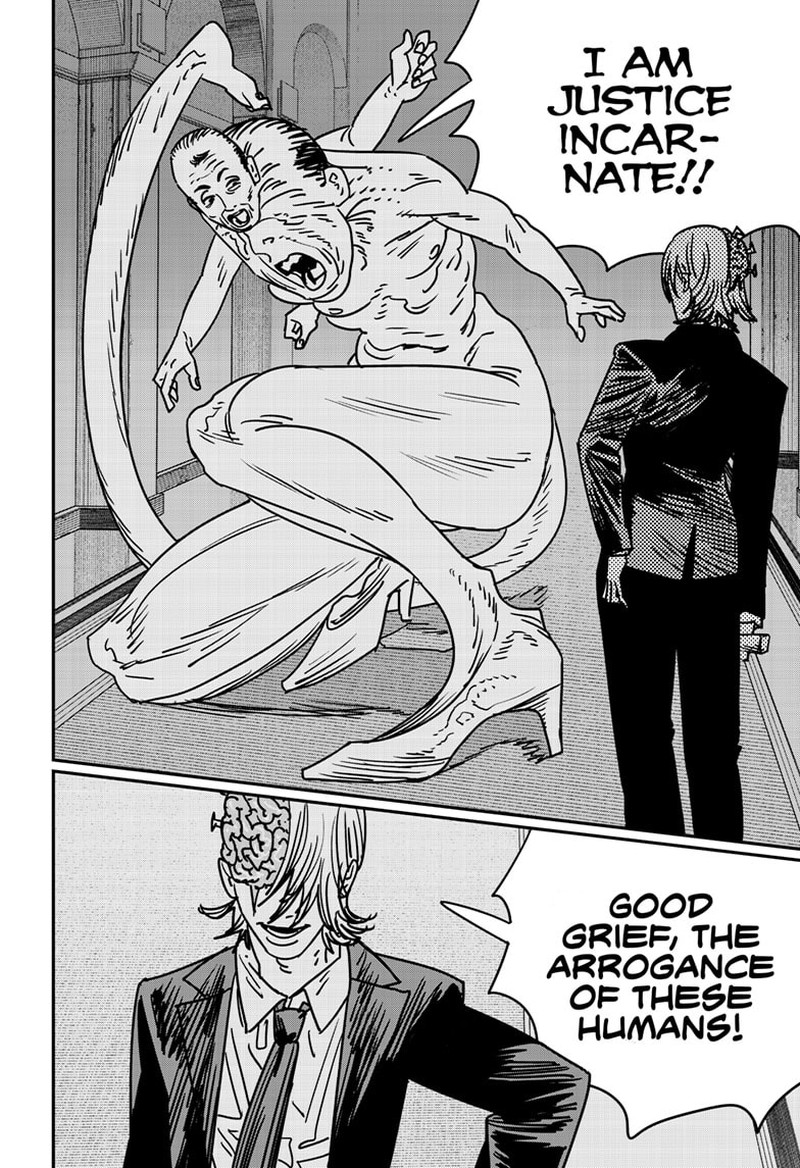 I AM
JUSTICE
INCAR-
NATE!!
GOOD
GRIEF, THE
ARROGANCE
OF THESE
HUMANS!